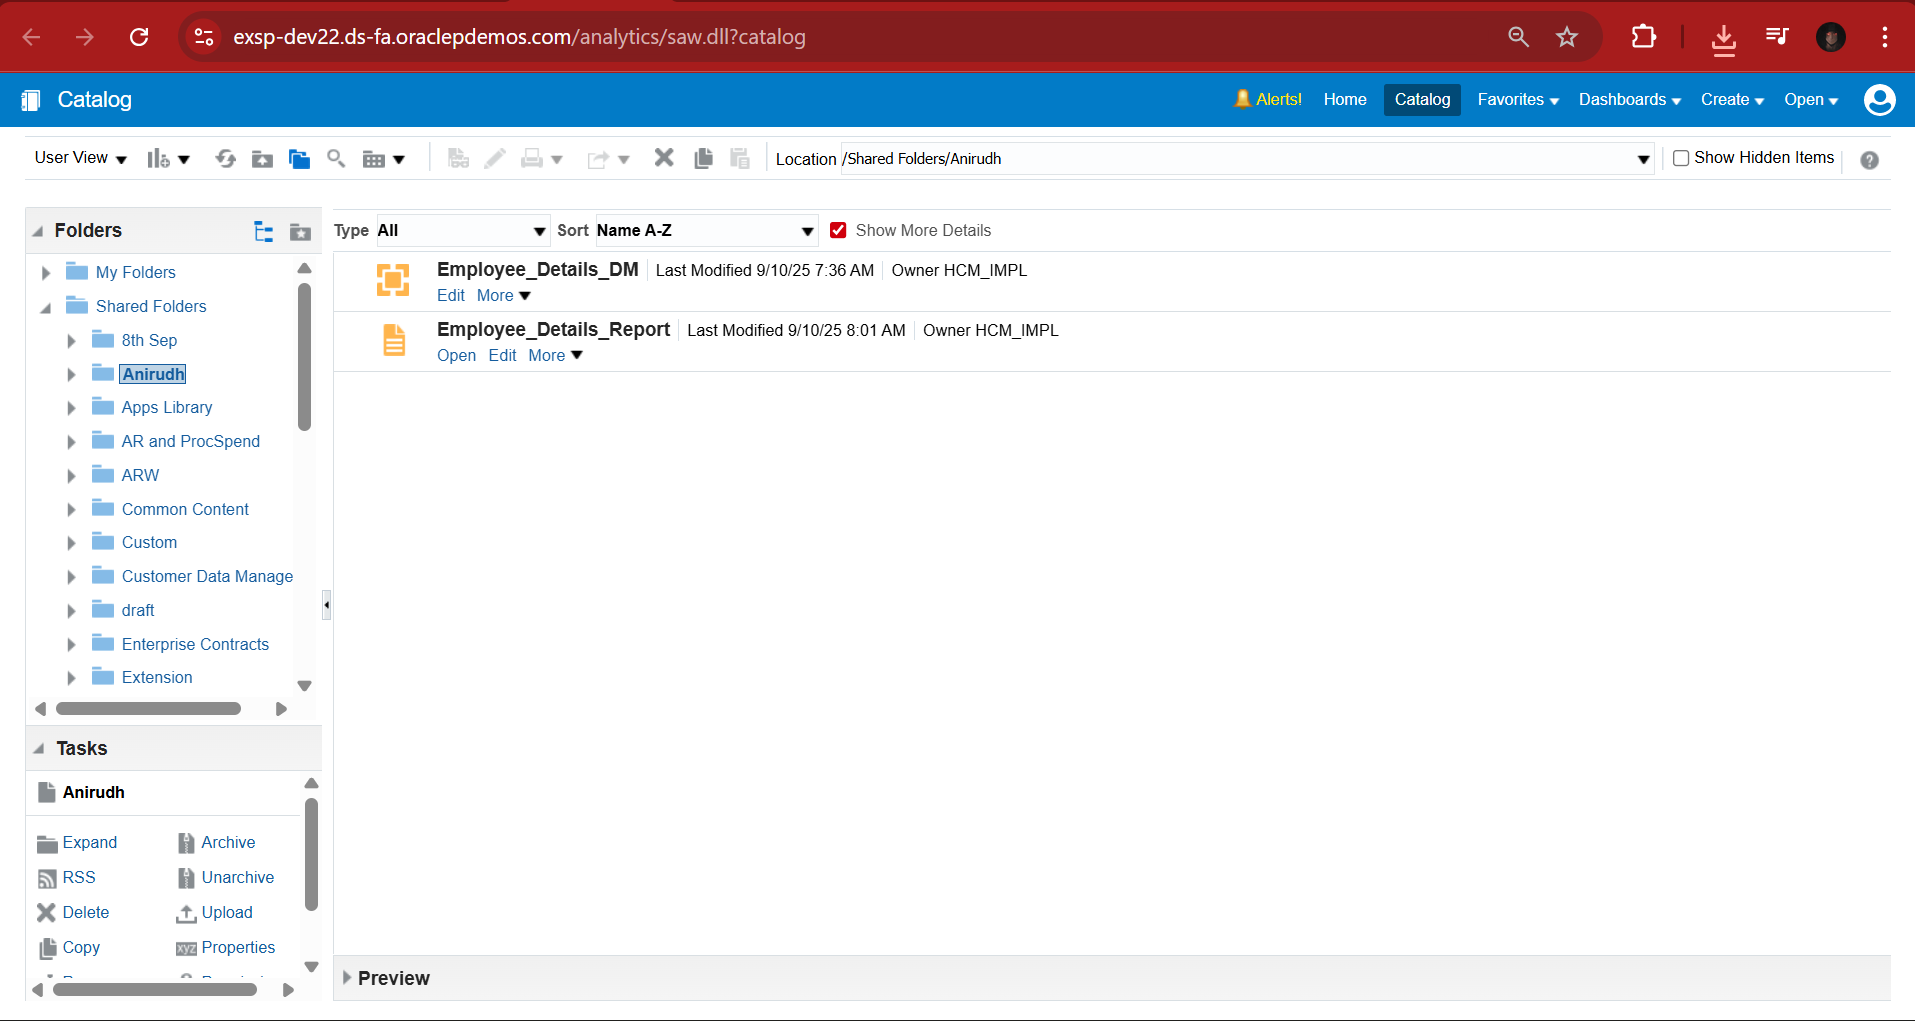 exsp-dev22.ds-fa.oraclepdemos.com/analytics/saw.dll?catalog
Catalog
Alerts! Home Catalog Favorites Dashboards Create Open
User View
Location /Shared Folders/Anirudh
Show Hidden Items
Folders
My Folders
Shared Folders
8th Sep
Anirudh
Apps Library
AR and ProcSpend
ARW
Common Content
Custom
Customer Data Manage
draft
Enterprise Contracts
Extension
Tasks
Anirudh
Expand Archive
RSS Unarchive
Delete Upload
Copy xyz Properties
Type All Sort Name A-Z Show More Details
Employee_Details_DM Last Modified 9/10/25 7:36 AM Owner HCM_IMPL
Edit More
Employee_Details_Report Last Modified 9/10/25 8:01 AM Owner HCM_IMPL
Open Edit More
Preview